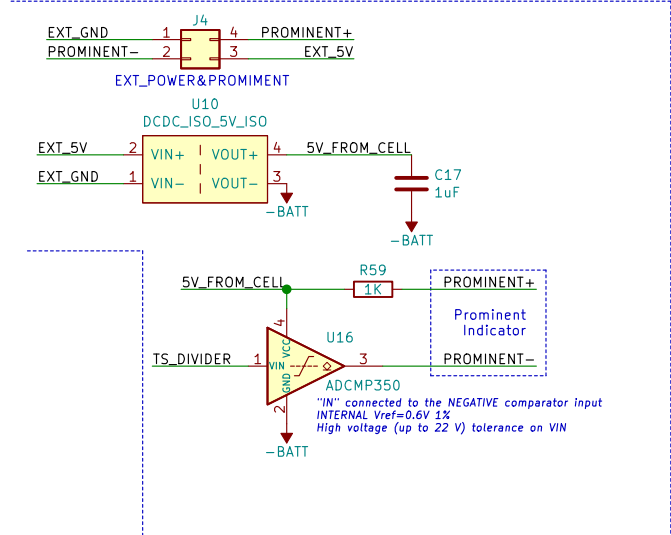 J4
EXT_GND 1 4 PROMINENT+
PROMINENT- 2 3 EXT_5V
EXT_POWER&PROMIMENT
U10
DCDC_ISO_5V_ISO
EXT_5V 2 VIN+ VOUT+ 4 5V_FROM_CELL
EXT_GND 1 VIN- VOUT- 3
C17
1uF
-BATT
-BATT
R59
5V_FROM_CELL 1K PROMINENT+
Prominent
Indicator
4
VCC
U16
TS_DIVIDER 1 VIN 3 PROMINENT-
GND
ADCMP350
2
"IN" connected to the NEGATIVE comparator input
INTERNAL Vref=0.6V 1%
High voltage (up to 22 V) tolerance on VIN
-BATT